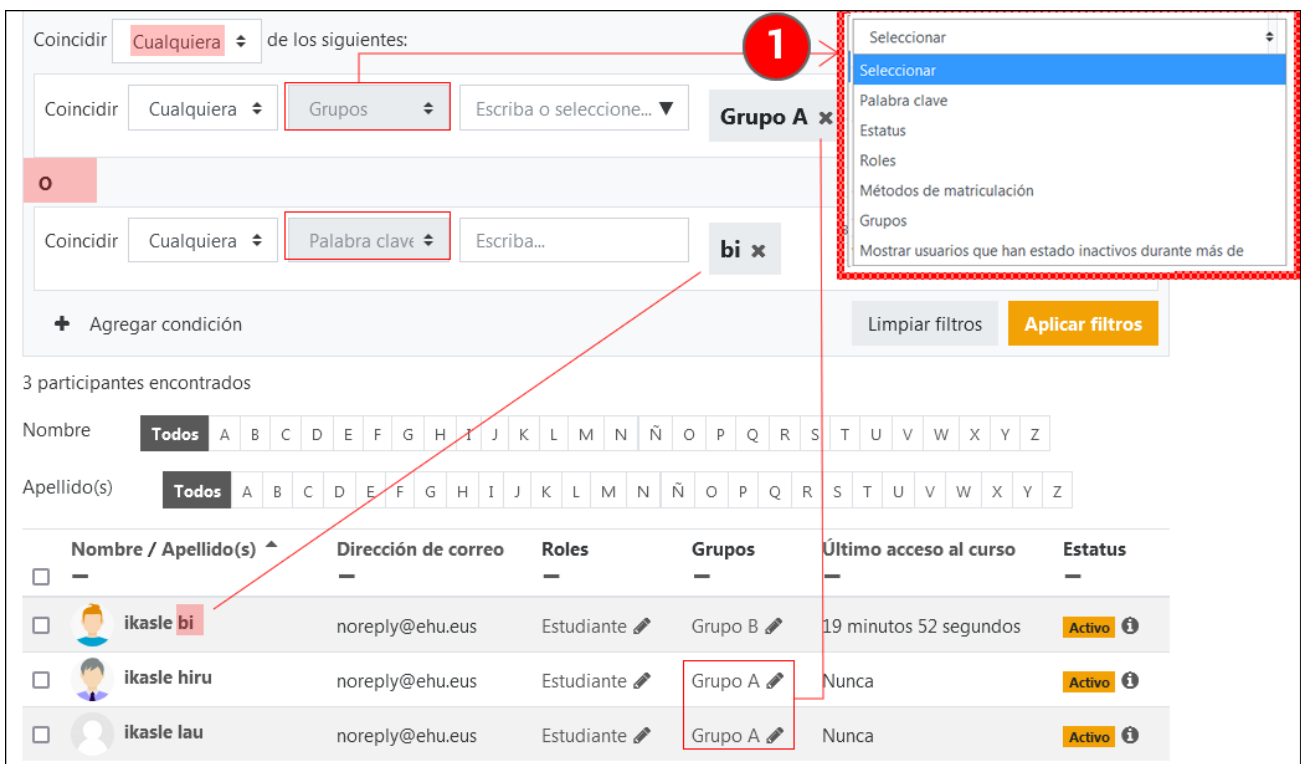 Coincidir Cualquiera de los siguientes:
1
Seleccionar
Seleccionar
Palabra clave
Estatus
Roles
Métodos de matriculación
Grupos
Mostrar usuarios que han estado inactivos durante más de
Coincidir Cualquiera Grupos Escriba o seleccione... ▼ Grupo A ×
o
Coincidir Cualquiera Palabra clave Escriba... bi ×
+ Agregar condición Limpiar filtros Aplicar filtros
3 participantes encontrados
Nombre Todos A B C D E F G H I J K L M N Ñ O P Q R S T U V W X Y Z
Apellido(s) Todos A B C D E F G H I J K L M N Ñ O P Q R S T U V W X Y Z
Nombre / Apellido(s) Dirección de correo Roles Grupos Último acceso al curso Estatus
ikasle bi noreply@ehu.eus Estudiante Grupo B 19 minutos 52 segundos Activo
ikasle hiru noreply@ehu.eus Estudiante Grupo A Nunca Activo
ikasle lau noreply@ehu.eus Estudiante Grupo A Nunca Activo